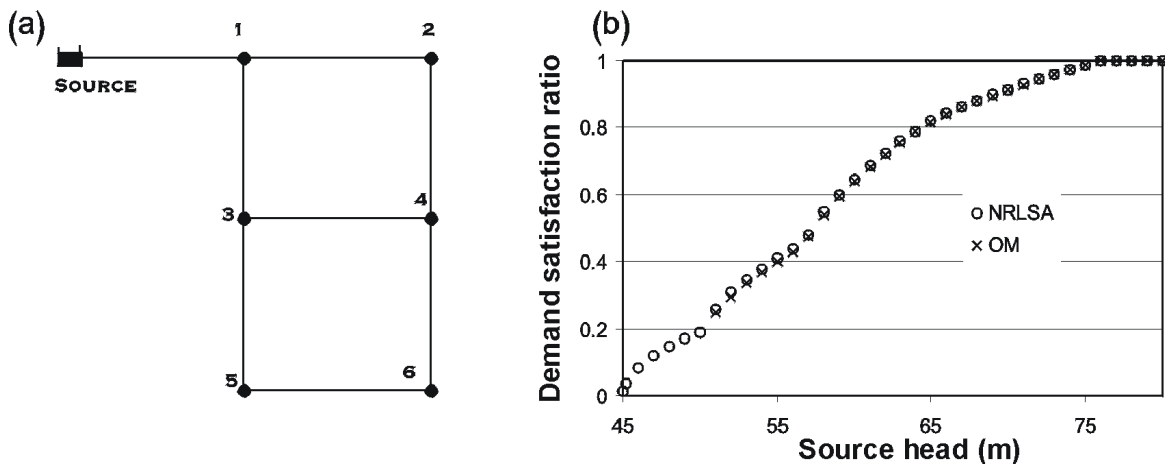 (a)
1
2
SOURCE
3
4
5
6
(b)
Demand satisfaction ratio
1
0.8
0.6
0.4
0.2
0
NRLSA
OM
45
55
65
75
Source head (m)